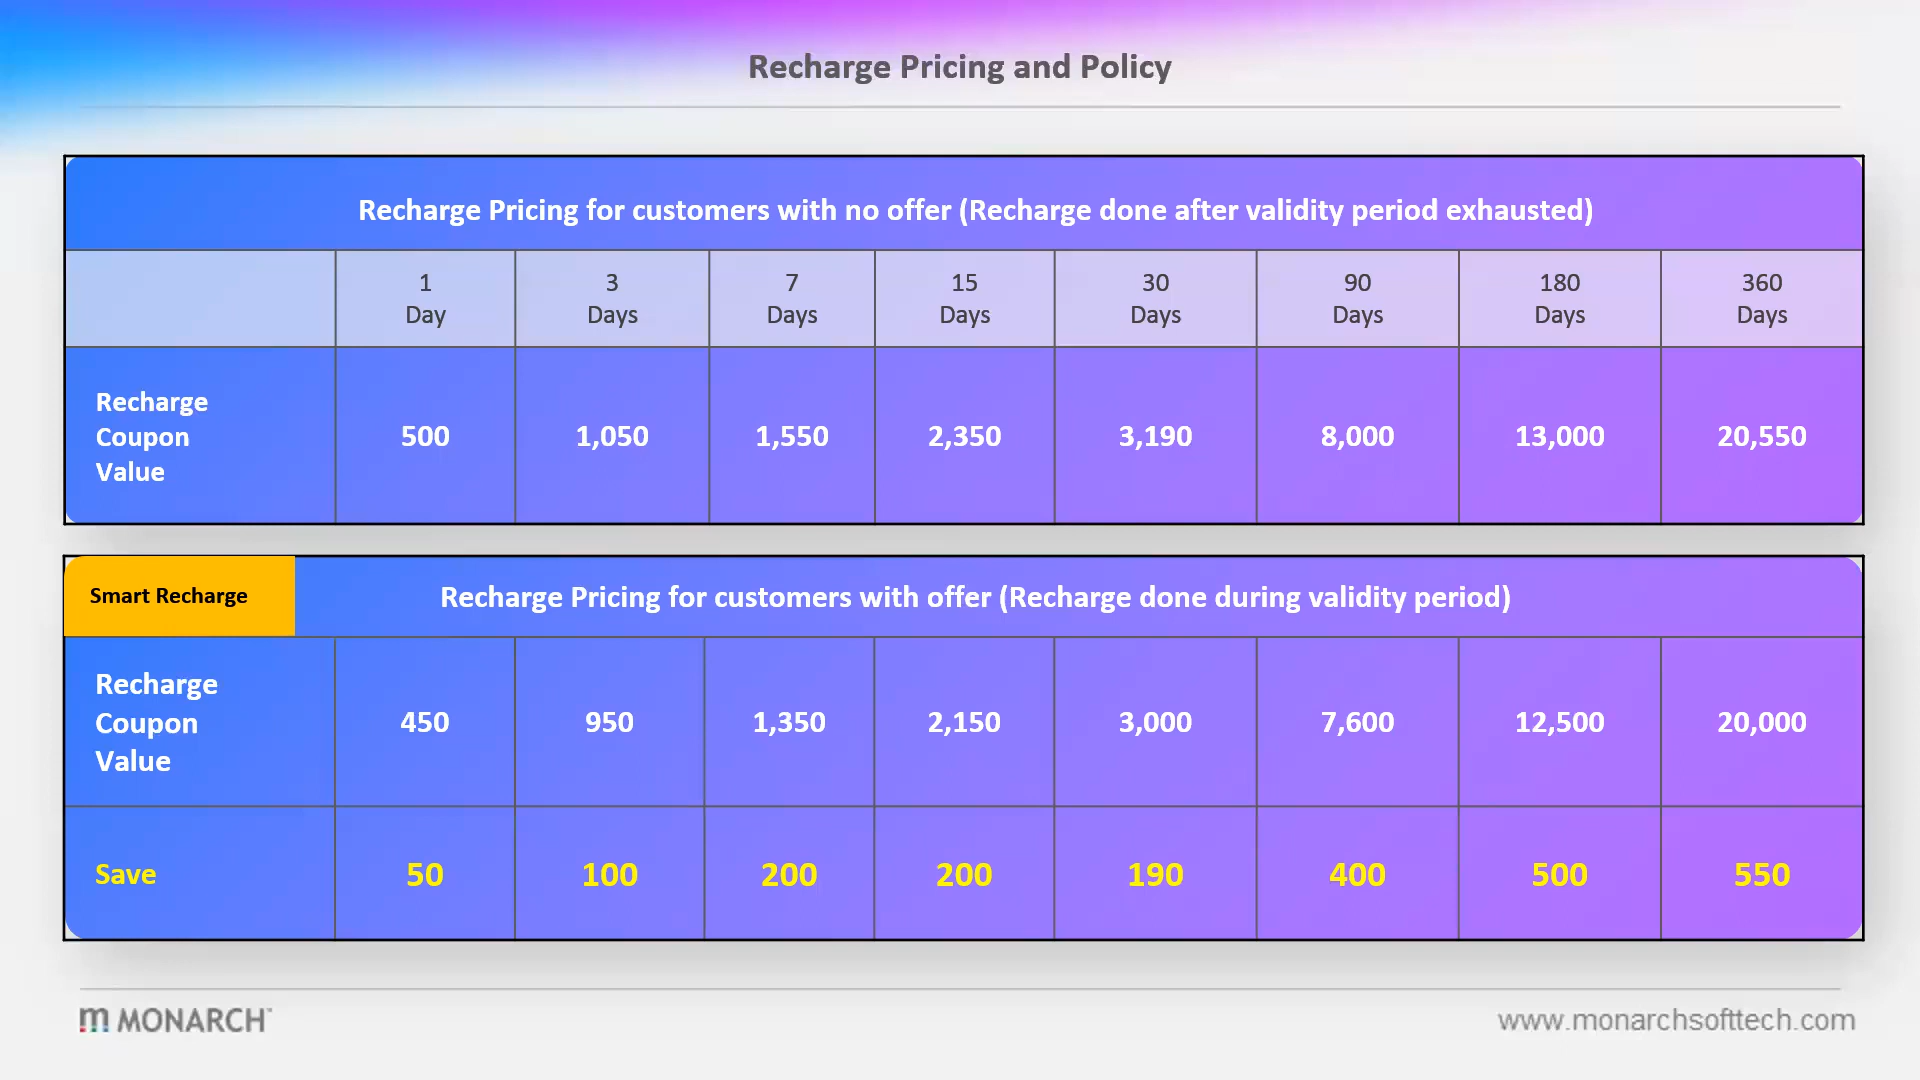 Recharge Pricing and Policy
Recharge Pricing for customers with no offer (Recharge done after validity period exhausted)
1 Day 3 Days 7 Days 15 Days 30 Days 90 Days 180 Days 360 Days
Recharge Coupon Value 500 1,050 1,550 2,350 3,190 8,000 13,000 20,550
Smart Recharge Recharge Pricing for customers with offer (Recharge done during validity period)
Recharge Coupon Value 450 950 1,350 2,150 3,000 7,600 12,500 20,000
Save 50 100 200 200 190 400 500 550
m MONARCH™ www.monarchsofttech.com